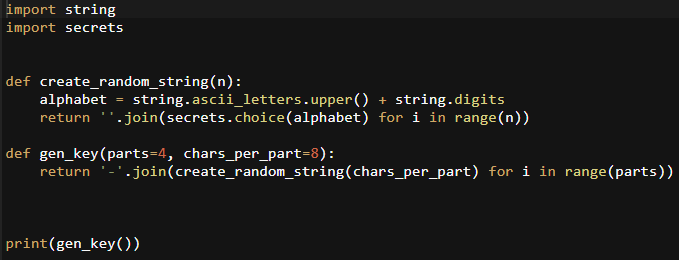 import string
import secrets
def create_random_string(n):
    alphabet = string.ascii_letters.upper() + string.digits
    return ''.join(secrets.choice(alphabet) for i in range(n))
def gen_key(parts=4, chars_per_part=8):
    return '-'.join(create_random_string(chars_per_part) for i in range(parts))
print(gen_key())